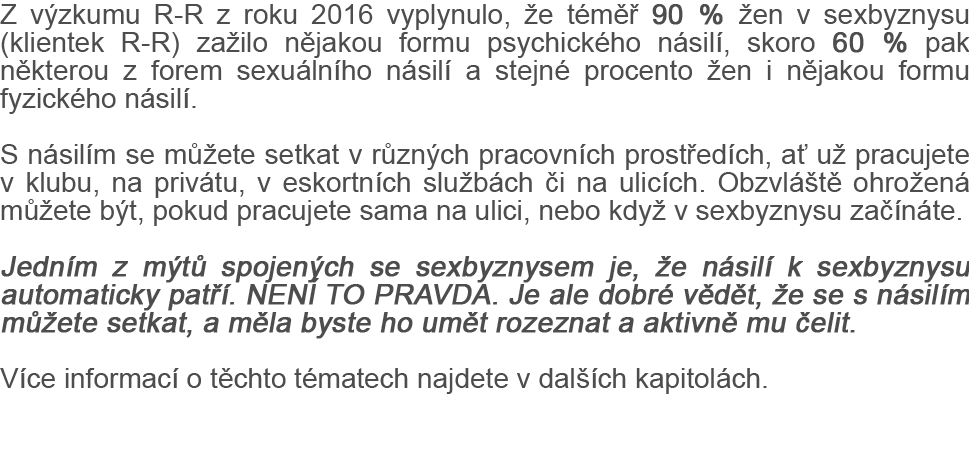 Z výzkumu R-R z roku 2016 vyplynulo, že téměř 90 % žen v sexbyznysu
(klientek R-R) zažilo nějakou formu psychického násilí, skoro 60 % pak
některou z forem sexuálního násilí a stejné procento žen i nějakou formu
fyzického násilí.
S násilím se můžete setkat v různých pracovních prostředích, ať už pracujete
v klubu, na privátu, v eskortních službách či na ulicích. Obzvláště ohrožená
můžete být, pokud pracujete sama na ulici, nebo když v sexbyznysu začínáte.
Jedním z mýtů spojených se sexbyznysem je, že násilí k sexbyznysu
automaticky patří. NENÍ TO PRAVDA. Je ale dobré vědět, že se s násilím
můžete setkat, a měla byste ho umět rozeznat a aktivně mu čelit.
Více informací o těchto tématech najdete v dalších kapitolách.